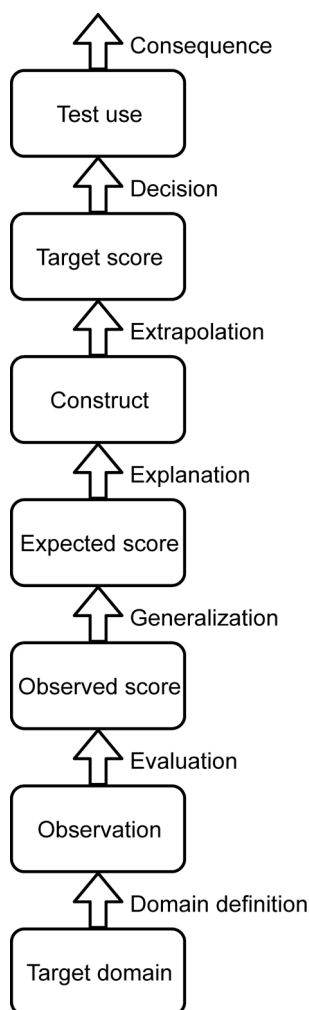 Consequence
Test use
Decision
Target score
Extrapolation
Construct
Explanation
Expected score
Generalization
Observed score
Evaluation
Observation
Domain definition
Target domain